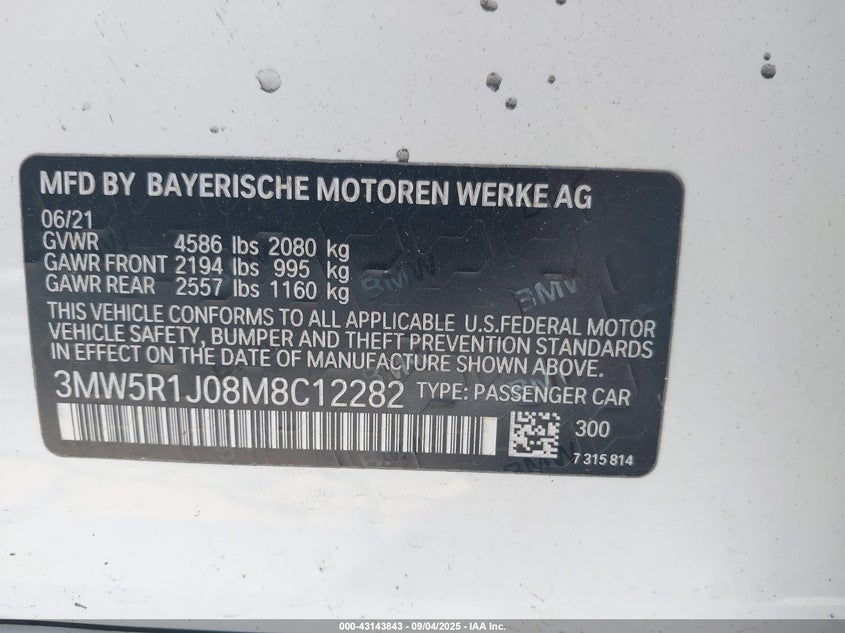 MFD BY BAYERISCHE MOTOREN WERKE AG
06/21
GVWR 4586 lbs 2080 kg
GAWR FRONT 2194 lbs 995 kg
GAWR REAR 2557 lbs 1160 kg
THIS VEHICLE CONFORMS TO ALL APPLICABLE U.S.FEDERAL MOTOR
VEHICLE SAFETY, BUMPER AND THEFT PREVENTION STANDARDS
IN EFFECT ON THE DATE OF MANUFACTURE SHOWN ABOVE.
3MW5R1J08M8C12282 TYPE: PASSENGER CAR
300
7 315 814
BMW
BMW
BMW
000-43143843 - 09/04/2025 - IAA Inc.